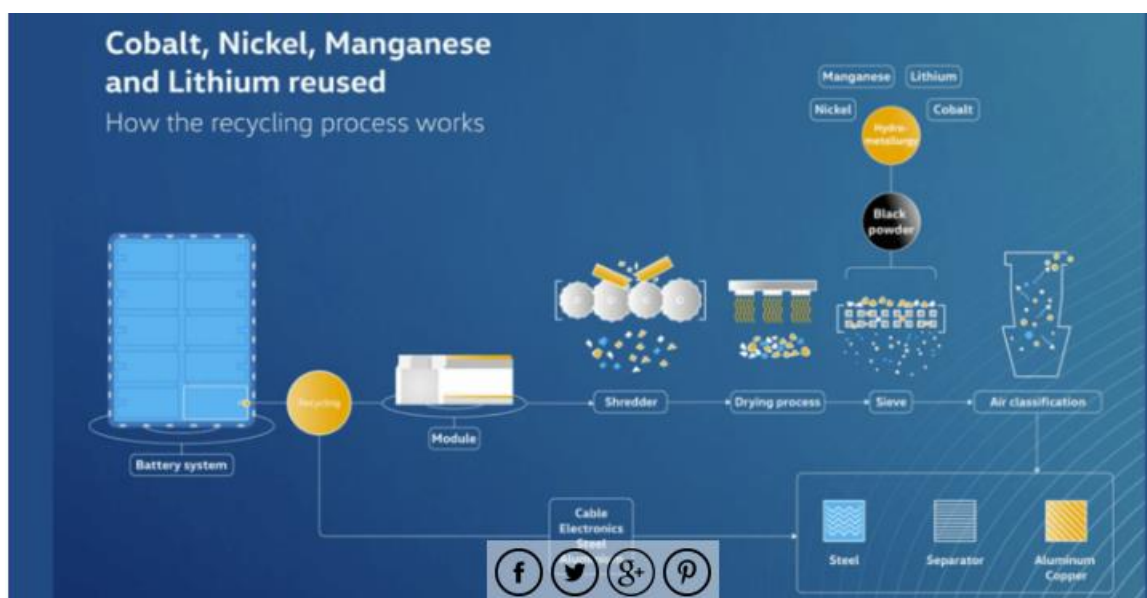 Cobalt, Nickel, Manganese
and Lithium reused
How the recycling process works
Manganese
Lithium
Nickel
Cobalt
Hydro-
metallurgy
Black
powder
Recycling
Shredder
Drying process
Sieve
Air classification
Module
Battery system
Cable
Electronics
Steel
Steel
Separator
Aluminum
Copper